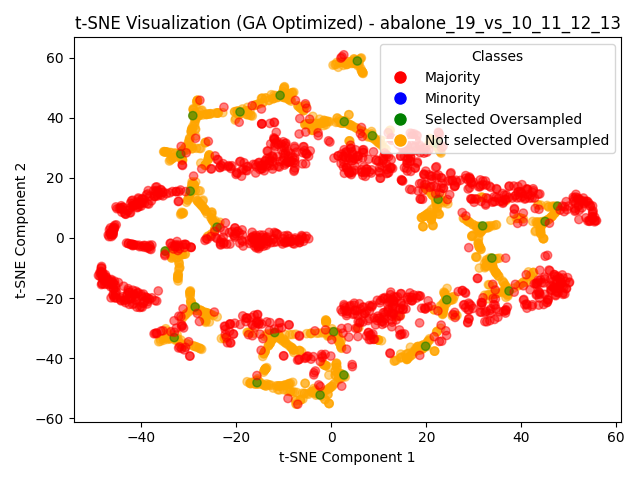 t-SNE Visualization (GA Optimized) - abalone_19_vs_10_11_12_13
Classes
Majority
Minority
Selected Oversampled
Not selected Oversampled
t-SNE Component 2
60
40
20
0
−20
−40
−60
−40
−20
0
20
40
60
t-SNE Component 1